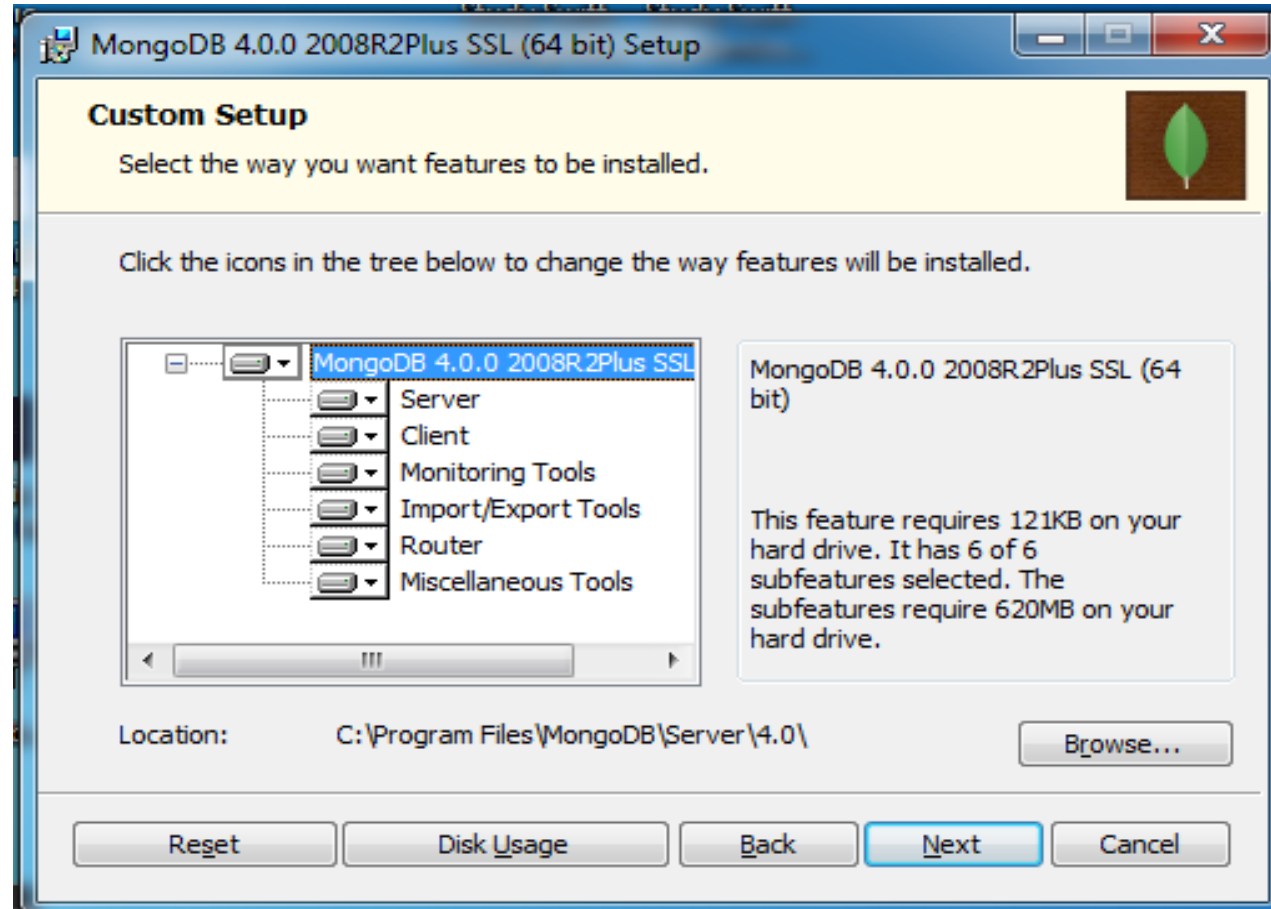 MongoDB 4.0.0 2008R2Plus SSL (64 bit) Setup
Custom Setup
Select the way you want features to be installed.
Click the icons in the tree below to change the way features will be installed.
MongoDB 4.0.0 2008R2Plus SSL
Server
Client
Monitoring Tools
Import/Export Tools
Router
Miscellaneous Tools
MongoDB 4.0.0 2008R2Plus SSL (64
bit)
This feature requires 121KB on your
hard drive. It has 6 of 6
subfeatures selected. The
subfeatures require 620MB on your
hard drive.
Location: C:\Program Files\MongoDB\Server\4.0\
Browse...
Reset Disk Usage Back Next Cancel